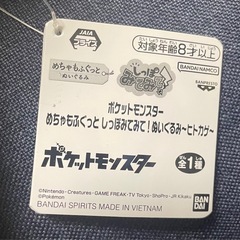 JAIA
めちゃもふぐっと
ぬいぐるみ
しっぽ
みてみて!
対象年齢8才以上
BANDAI NAMCO
BANPRESTO
ポケットモンスター
めちゃもふぐっと しっぽみてみて!ぬいぐるみ~ヒトカゲ~
ポケットモンスター
全1種
©Nintendo・Creatures・GAME FREAK・TV Tokyo・ShoPro・JR Kikaku
©Pokémon
BANDAI SPIRITS MADE IN VIETNAM
BANDAI